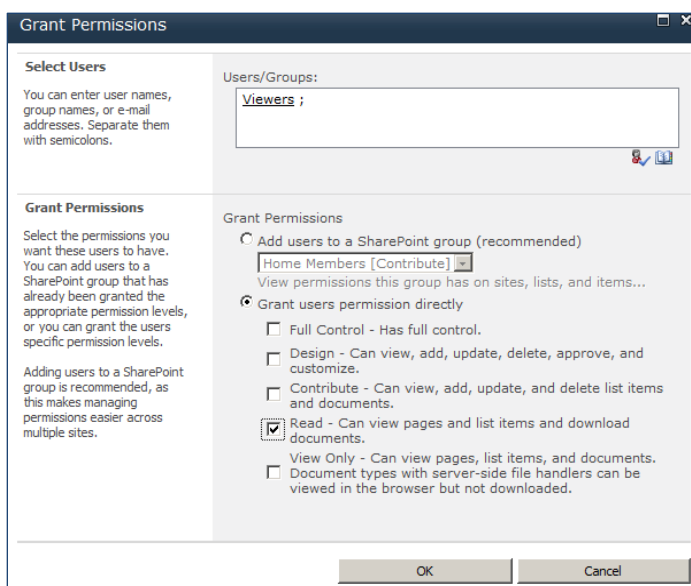 Grant Permissions
Select Users
You can enter user names,
group names, or e-mail
addresses. Separate them
with semicolons.
Users/Groups:
Viewers ;
Grant Permissions
Select the permissions you
want these users to have.
You can add users to a
SharePoint group that has
already been granted the
appropriate permission levels,
or you can grant the users
specific permission levels.
Adding users to a SharePoint
group is recommended, as
this makes managing
permissions easier across
multiple sites.
Grant Permissions
Add users to a SharePoint group (recommended)
Home Members [Contribute]
View permissions this group has on sites, lists, and items...
Grant users permission directly
Full Control - Has full control.
Design - Can view, add, update, delete, approve, and
customize.
Contribute - Can view, add, update, and delete list items
and documents.
Read - Can view pages and list items and download
documents.
View Only - Can view pages, list items, and documents.
Document types with server-side file handlers can be
viewed in the browser but not downloaded.
OK
Cancel